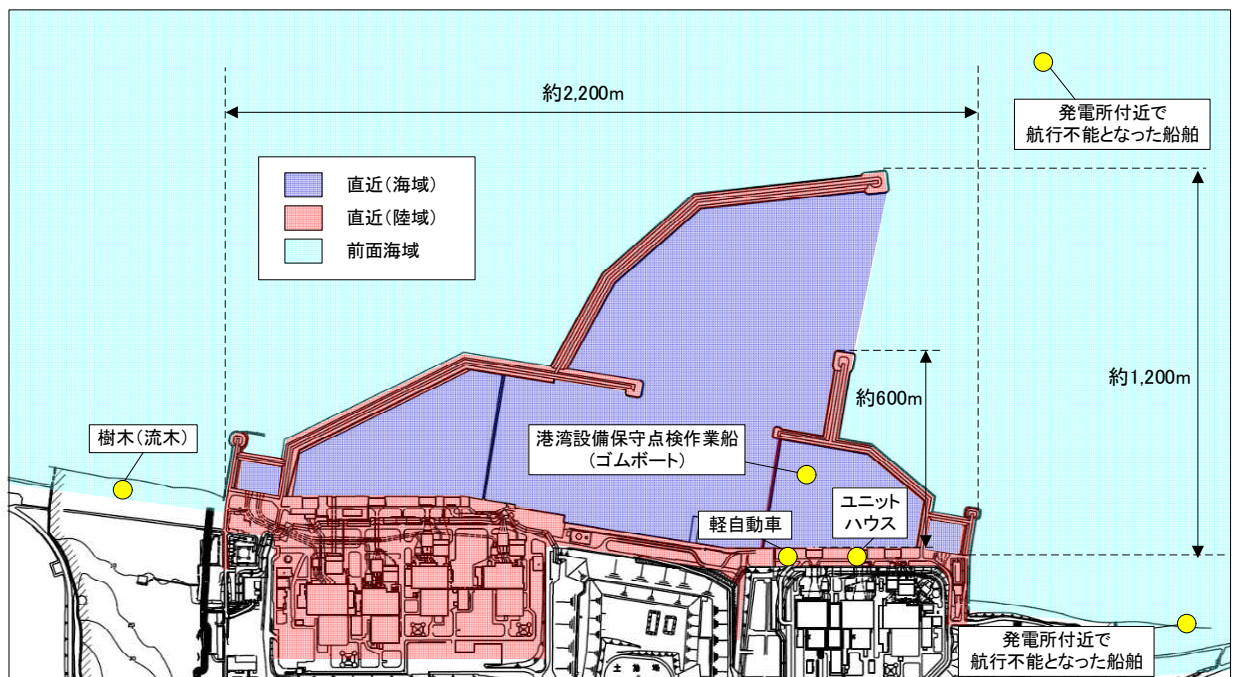 約2,200m
発電所付近で
航行不能となった船舶
直近(海域)
直近(陸域)
前面海域
約1,200m
約600m
樹木(流木)
港湾設備保守点検作業船
(ゴムボート)
ユニット
ハウス
軽自動車
発電所付近で
航行不能となった船舶